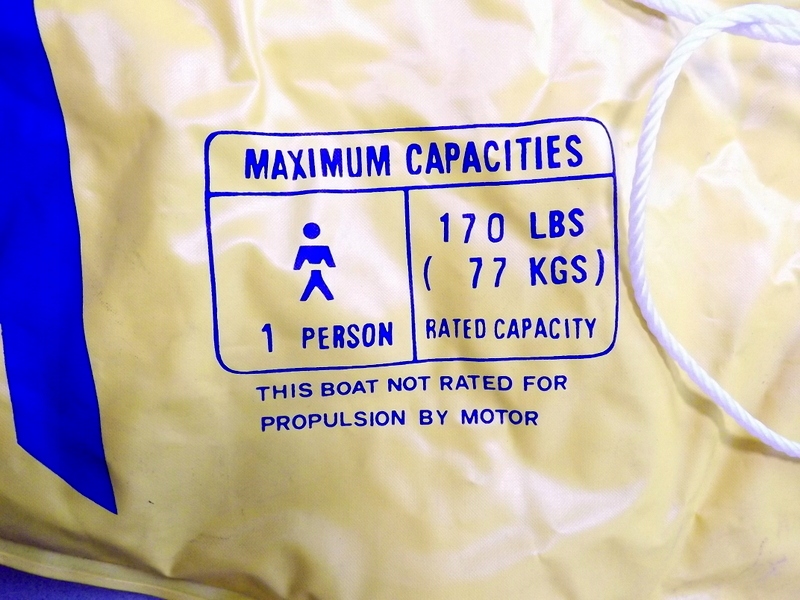 MAXIMUM CAPACITIES
1 PERSON
170 LBS
( 77 KGS)
RATED CAPACITY
THIS BOAT NOT RATED FOR
PROPULSION BY MOTOR